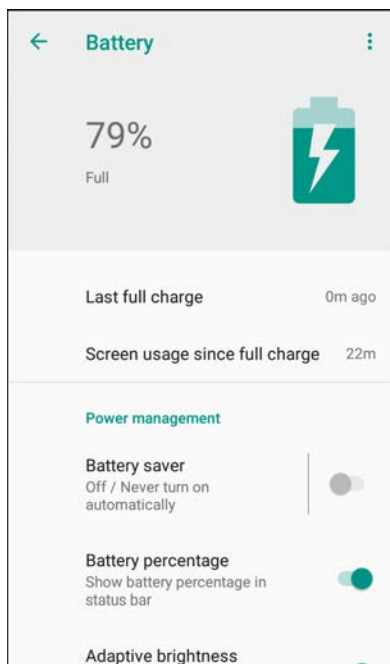 Battery
79%
Full
Last full charge
0m ago
Screen usage since full charge
22m
Power management
Battery saver
Off / Never turn on
automatically
Battery percentage
Show battery percentage in
status bar
Adaptive brightness